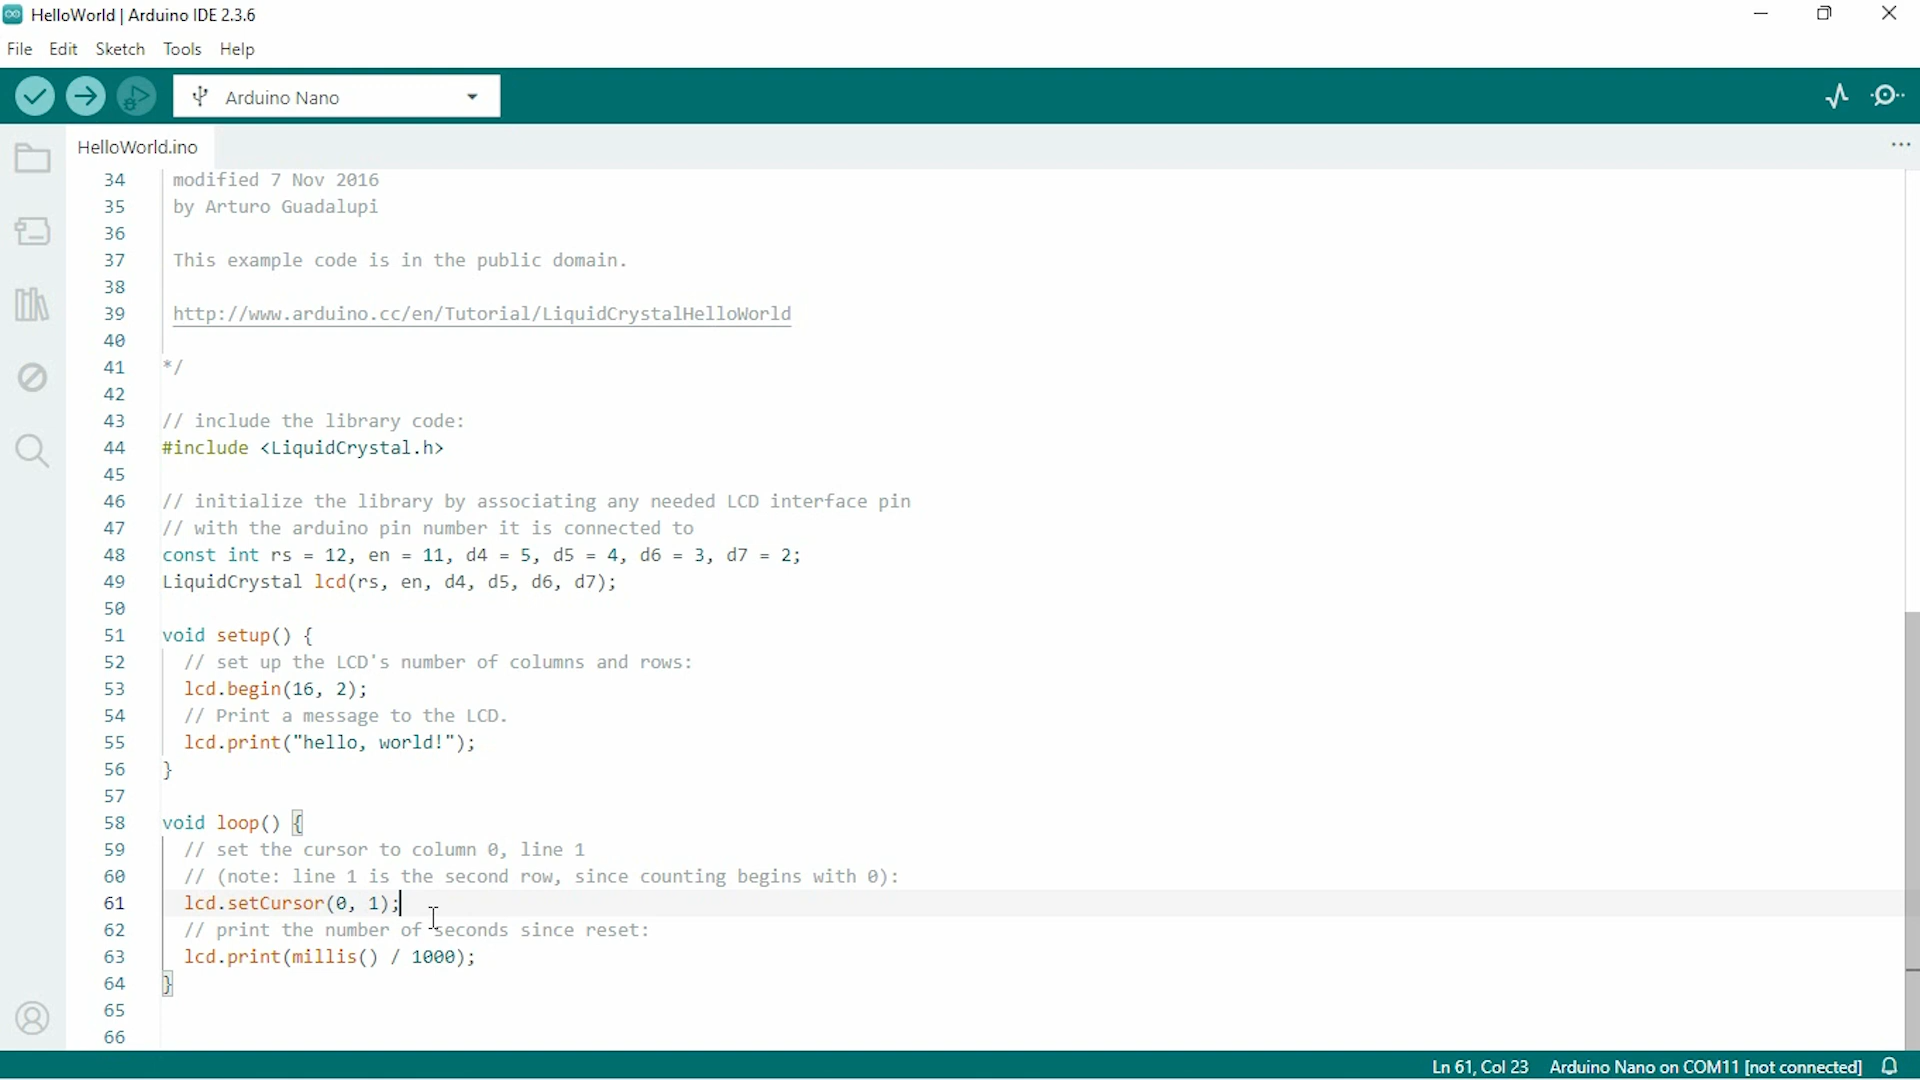 HelloWorld | Arduino IDE 2.3.6
File Edit Sketch Tools Help
Arduino Nano
HelloWorld.ino
34 modified 7 Nov 2016
35 by Arturo Guadalupi
36
37 This example code is in the public domain.
38
39 http://www.arduino.cc/en/Tutorial/LiquidCrystalHelloWorld
40
41 */
42
43 // include the library code:
44 #include <LiquidCrystal.h>
45
46 // initialize the library by associating any needed LCD interface pin
47 // with the arduino pin number it is connected to
48 const int rs = 12, en = 11, d4 = 5, d5 = 4, d6 = 3, d7 = 2;
49 LiquidCrystal lcd(rs, en, d4, d5, d6, d7);
50
51 void setup() {
52 // set up the LCD's number of columns and rows:
53 lcd.begin(16, 2);
54 // Print a message to the LCD.
55 lcd.print("hello, world!");
56 }
57
58 void loop() {
59 // set the cursor to column 0, line 1
60 // (note: line 1 is the second row, since counting begins with 0):
61 lcd.setCursor(0, 1);
62 // print the number of seconds since reset:
63 lcd.print(millis() / 1000);
64 }
65
66
Ln 61, Col 23 Arduino Nano on COM11 [not connected]